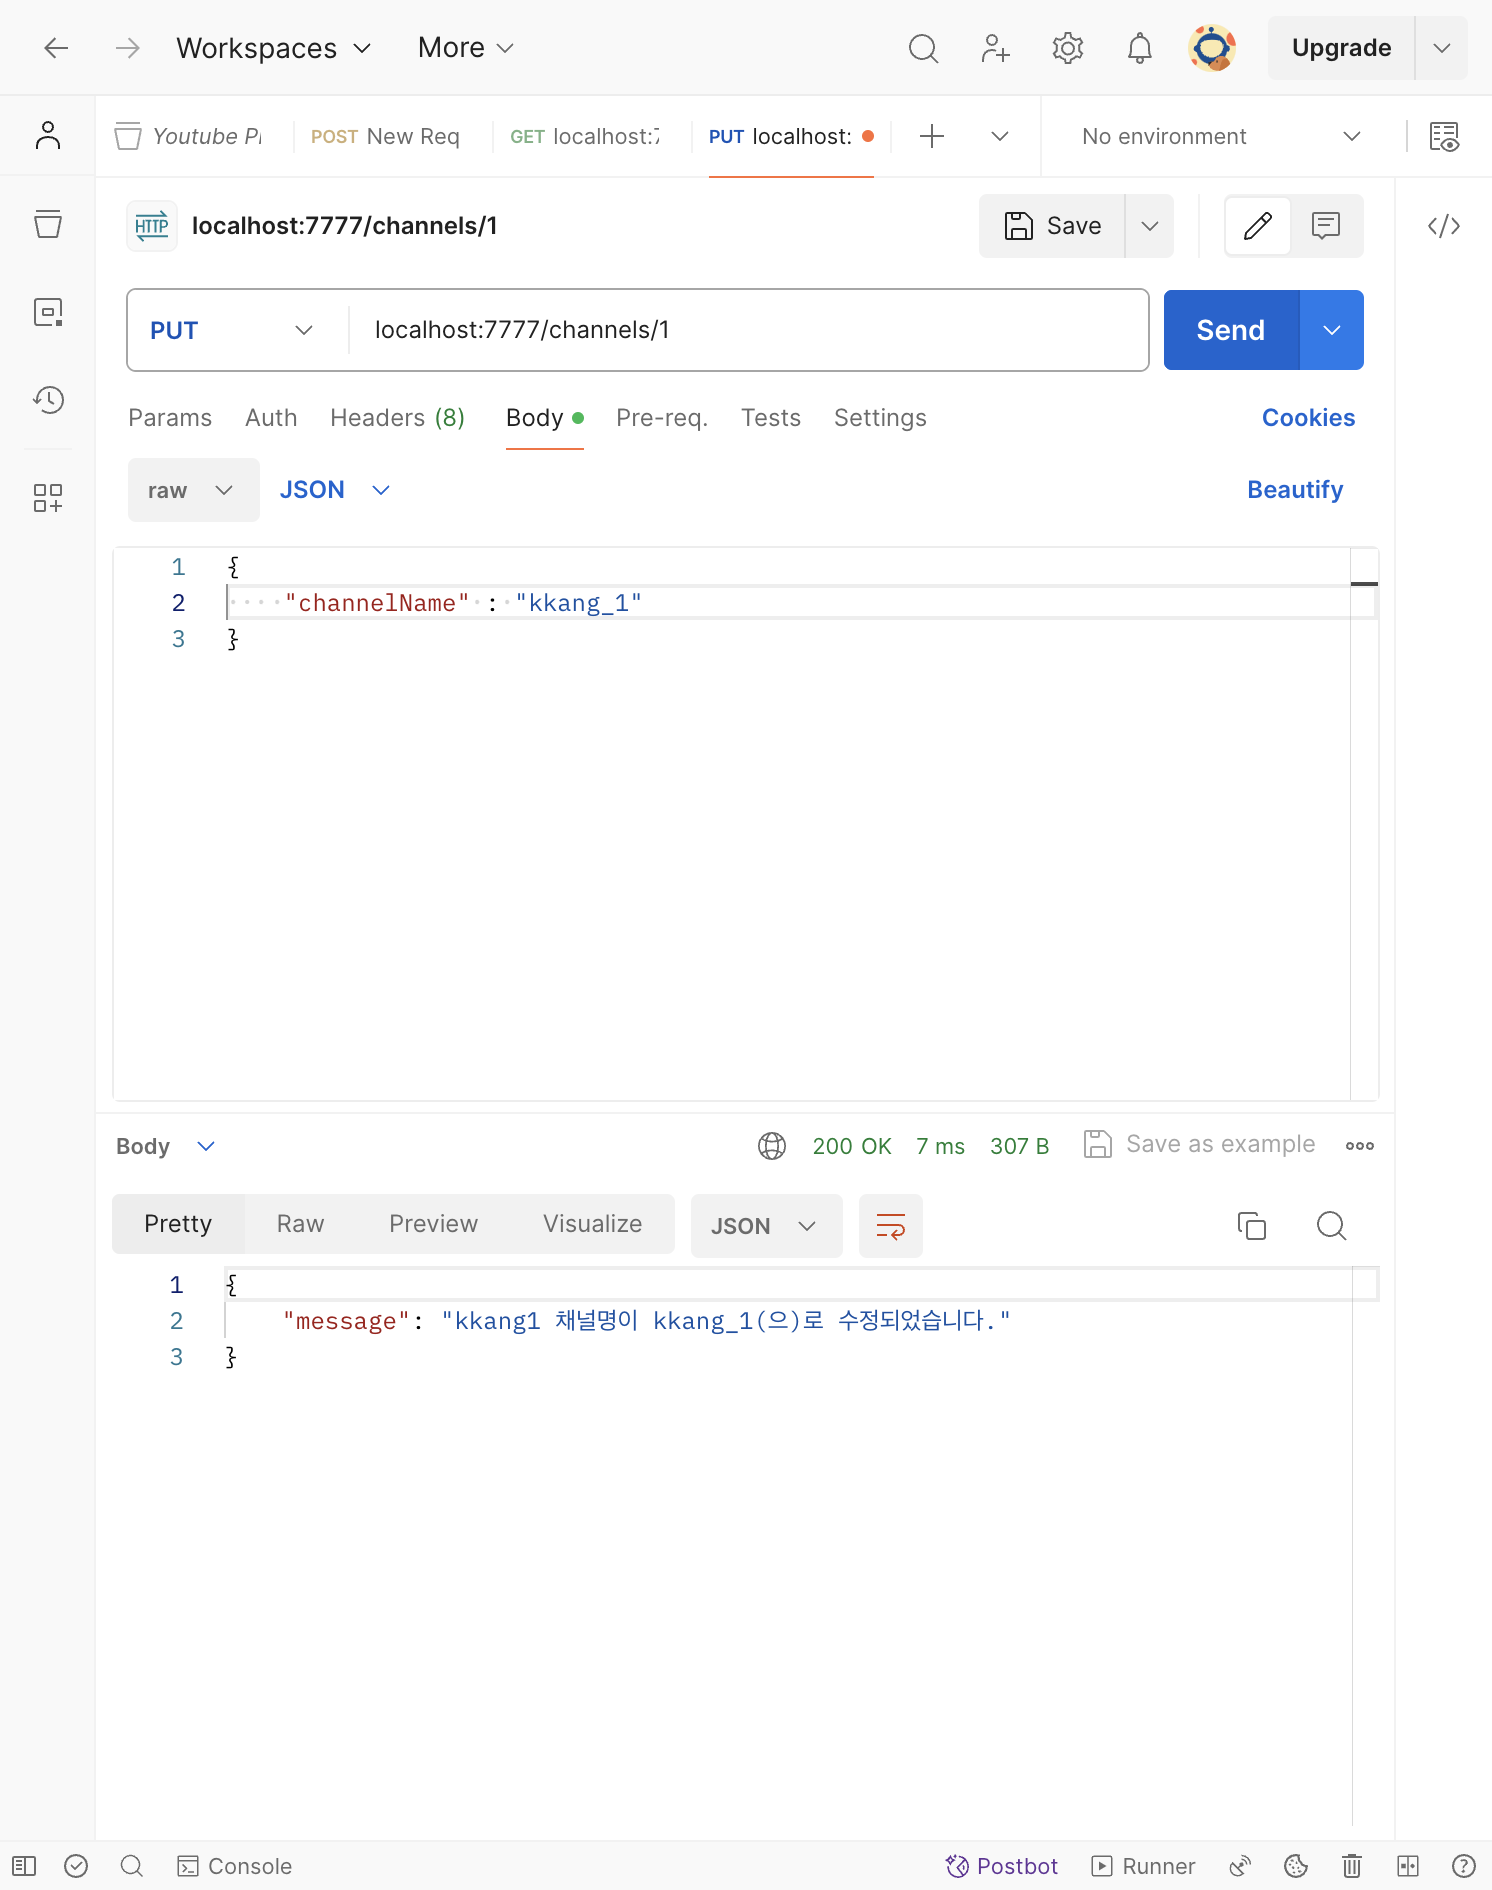 Workspaces More Upgrade
Youtube P POST New Req GET localhost:7 PUT localhost: No environment
HTTP localhost:7777/channels/1 Save
PUT localhost:7777/channels/1 Send
Params Auth Headers (8) Body Pre-req. Tests Settings Cookies
raw JSON Beautify
1 {
2 "channelName" : "kkang_1"
3 }
Body 200 OK 7 ms 307 B Save as example
Pretty Raw Preview Visualize JSON
1 {
2 "message": "kkang1 채널명이 kkang_1(으)로 수정되었습니다."
3 }
Console Postbot Runner